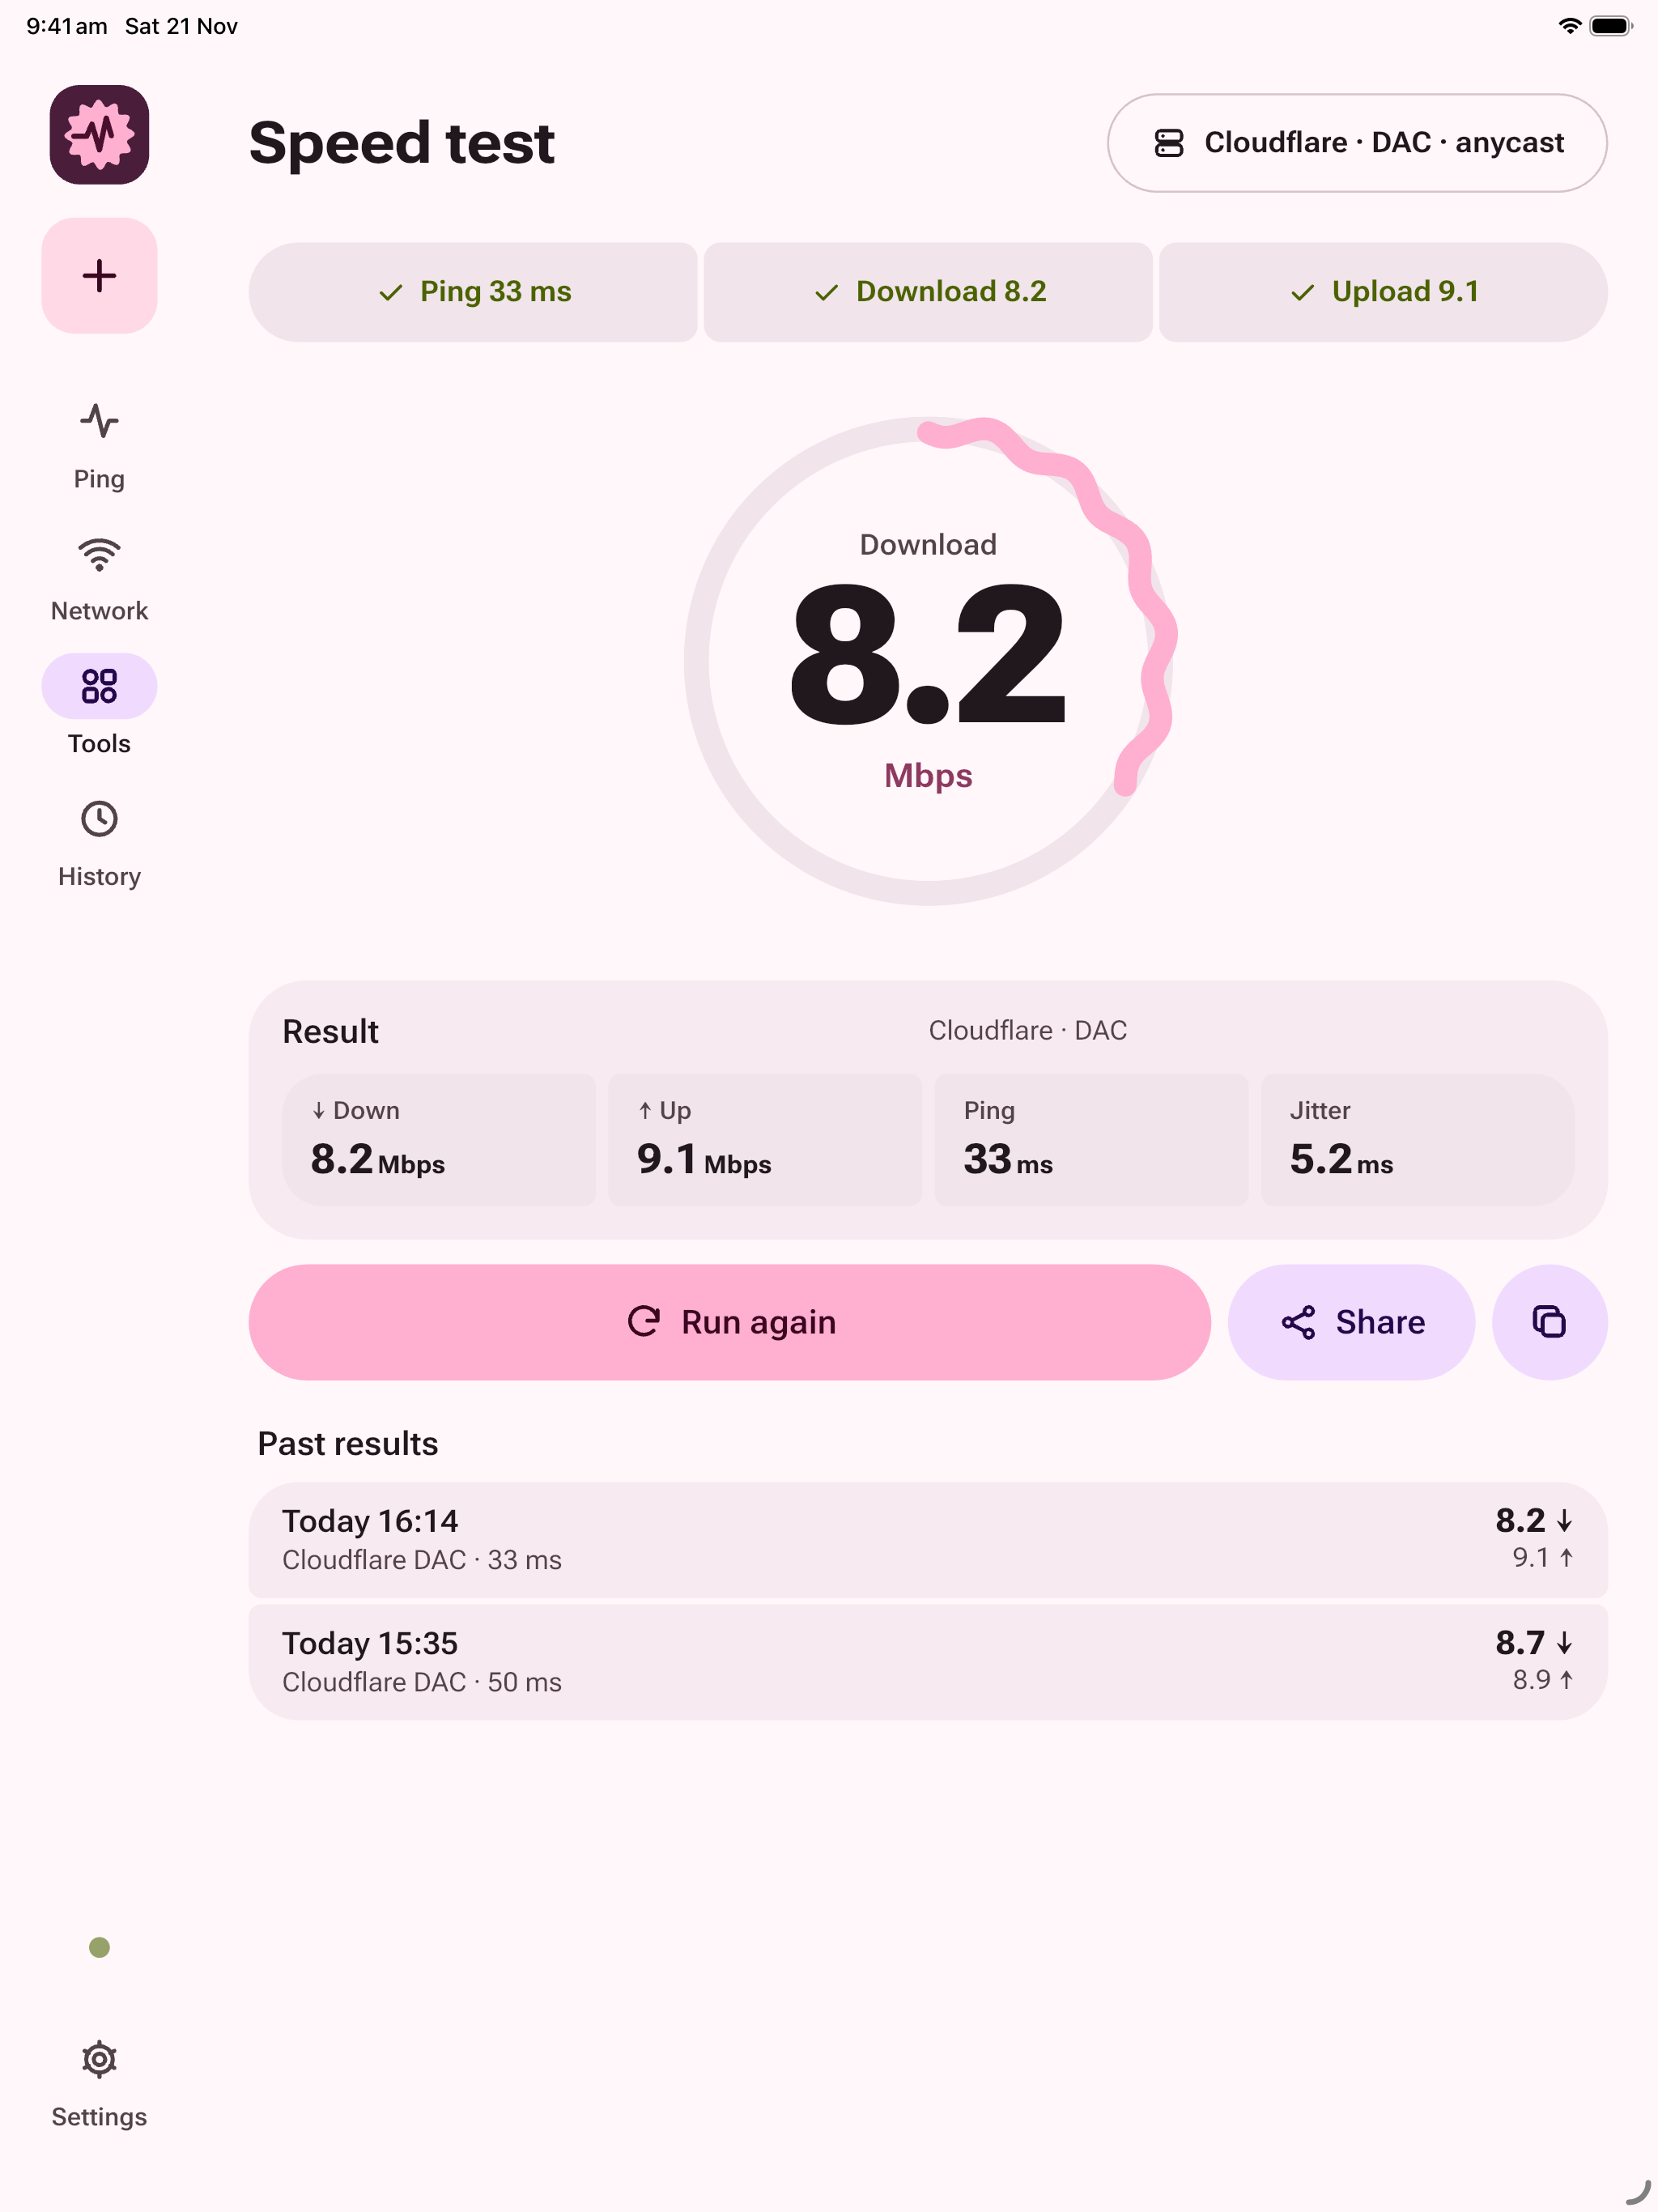 9:41 am Sat 21 Nov
Speed test
Cloudflare · DAC · anycast
Ping 33 ms
Download 8.2
Upload 9.1
Ping
Network
Tools
History
Download
8.2
Mbps
Result
Cloudflare · DAC
↓ Down
8.2 Mbps
↑ Up
9.1 Mbps
Ping
33 ms
Jitter
5.2 ms
Run again
Share
Past results
Today 16:14
8.2 ↓
Cloudflare DAC · 33 ms
9.1 ↑
Today 15:35
8.7 ↓
Cloudflare DAC · 50 ms
8.9 ↑
Settings